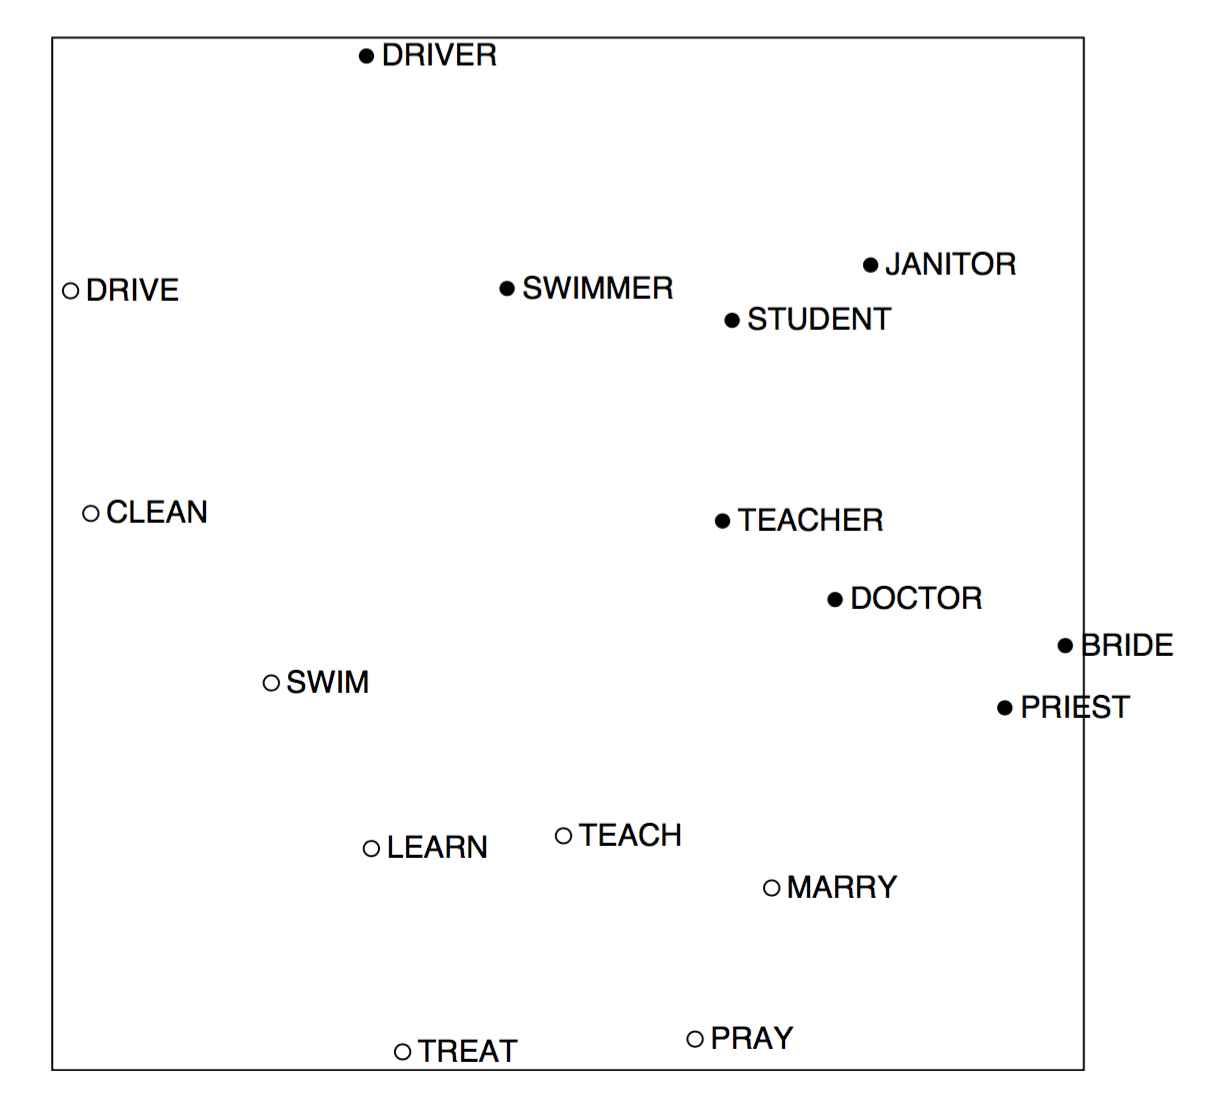 DRIVER
JANITOR
DRIVE
SWIMMER
STUDENT
CLEAN
TEACHER
DOCTOR
BRIDE
SWIM
PRIEST
TEACH
LEARN
MARRY
PRAY
TREAT